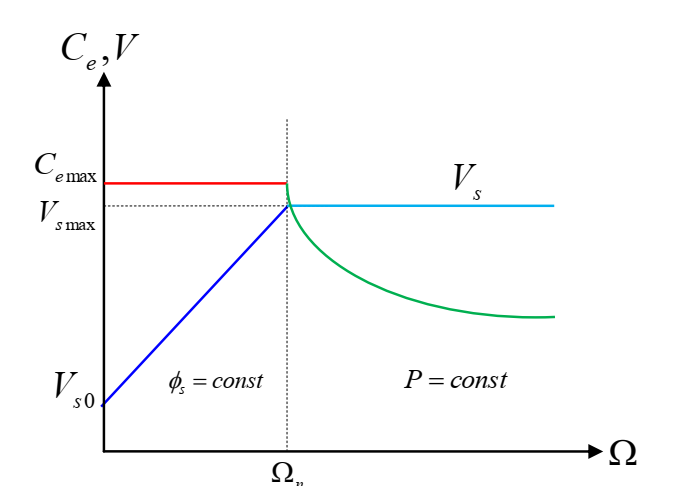 C_e, V
C_e max
V_s
V_s max
V_s0
ϕ_s = const
P = const
Ω
Ω_n